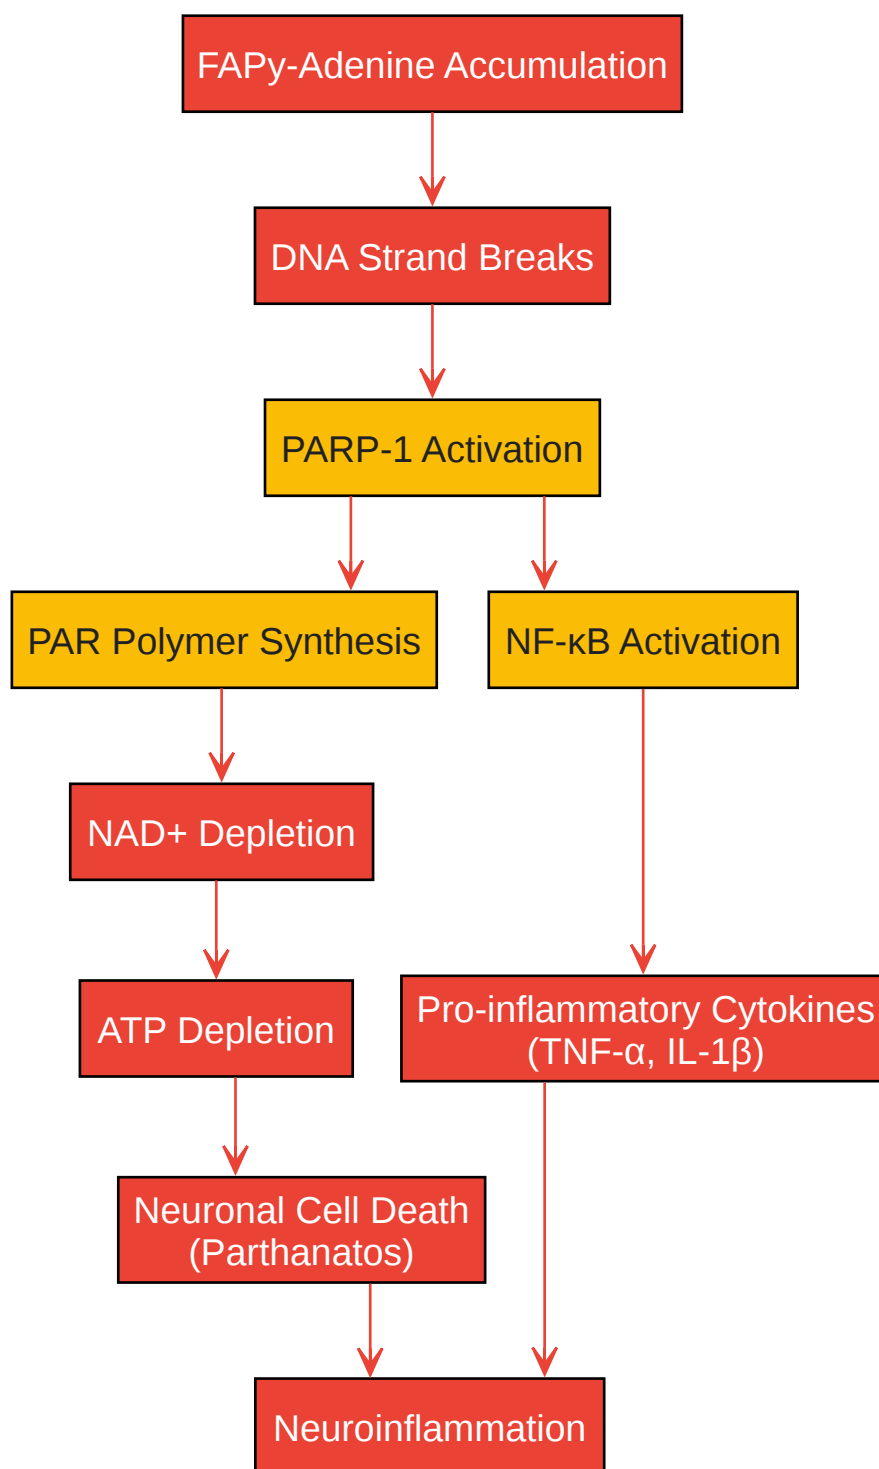 FAPy-Adenine Accumulation
DNA Strand Breaks
PARP-1 Activation
PAR Polymer Synthesis
NF-κB Activation
NAD+ Depletion
ATP Depletion
Pro-inflammatory Cytokines
(TNF-α, IL-1β)
Neuronal Cell Death
(Parthanatos)
Neuroinflammation